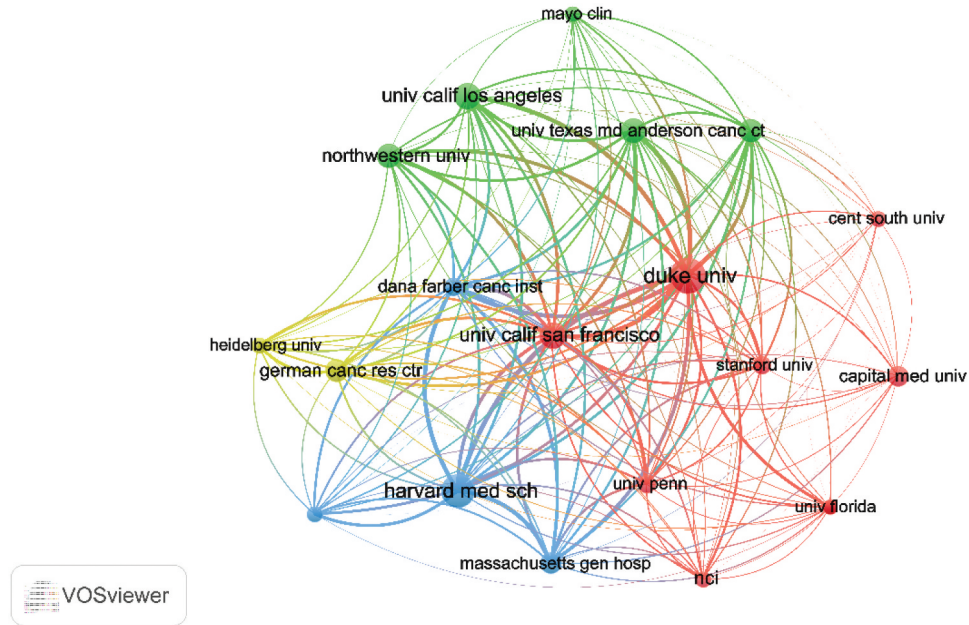 mayo clin
univ calif los angeles
univ texas md anderson canc ct
northwestern univ
cent south univ
duke univ
dana farber canc inst
univ calif san francisco
heidelberg univ
german canc res ctr
stanford univ
capital med univ
harvard med sch
univ penn
univ florida
massachusetts gen hosp
nci
VOSviewer